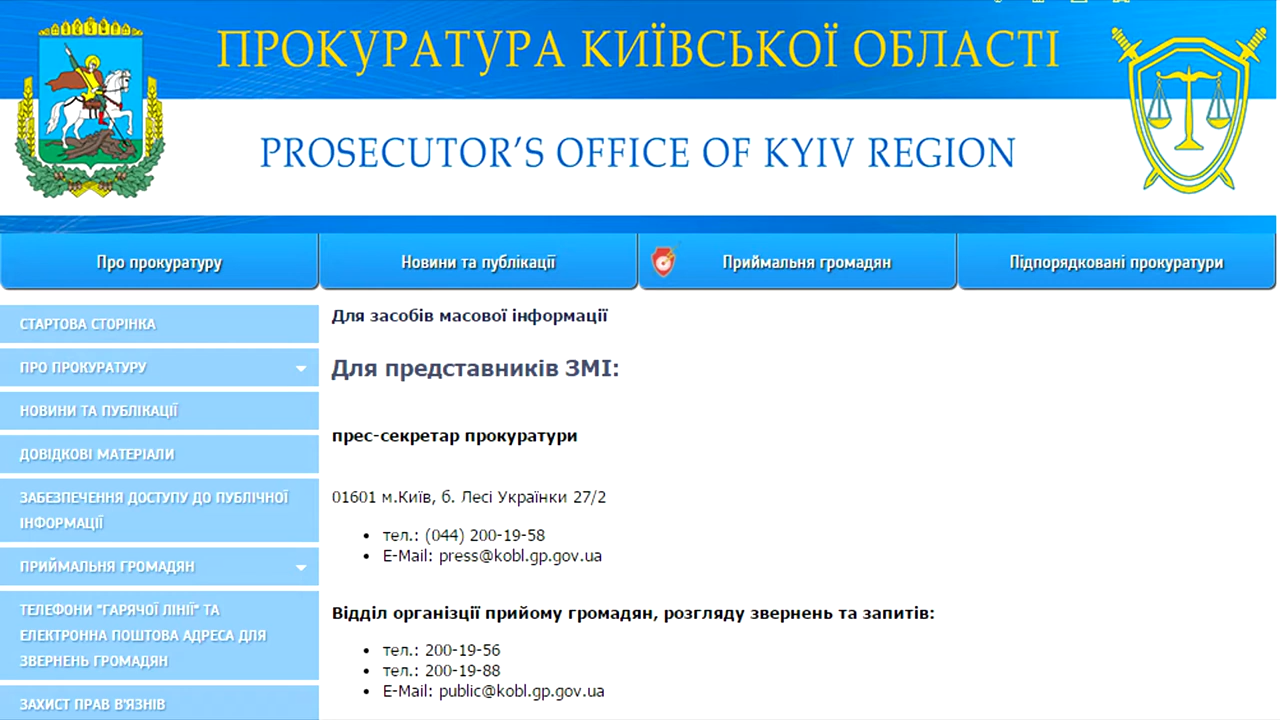 ПРОКУРАТУРА КИЇВСЬКОЇ ОБЛАСТІ
PROSECUTOR'S OFFICE OF KYIV REGION
Про прокуратуру
Новини та публікації
Приймальня громадян
Підпорядковані прокуратури
СТАРТОВА СТОРІНКА
ПРО ПРОКУРАТУРУ
НОВИНИ ТА ПУБЛІКАЦІЇ
ДОВІДКОВІ МАТЕРІАЛИ
ЗАБЕЗПЕЧЕННЯ ДОСТУПУ ДО ПУБЛІЧНОЇ
ІНФОРМАЦІЇ
ПРИЙМАЛЬНЯ ГРОМАДЯН
ТЕЛЕФОНИ "ГАРЯЧОЇ ЛІНІЇ" ТА
ЕЛЕКТРОННА ПОШТОВА АДРЕСА ДЛЯ
ЗВЕРНЕНЬ ГРОМАДЯН
ЗАХИСТ ПРАВ В'ЯЗНІВ
Для засобів масової інформації
Для представників ЗМІ:
прес-секретар прокуратури
01601 м.Київ, б. Лесі Українки 27/2
• тел.: (044) 200-19-58
• E-Mail: press@kobl.gp.gov.ua
Відділ організції прийому громадян, розгляду звернень та запитів:
• тел.: 200-19-56
• тел.: 200-19-88
• E-Mail: public@kobl.gp.gov.ua